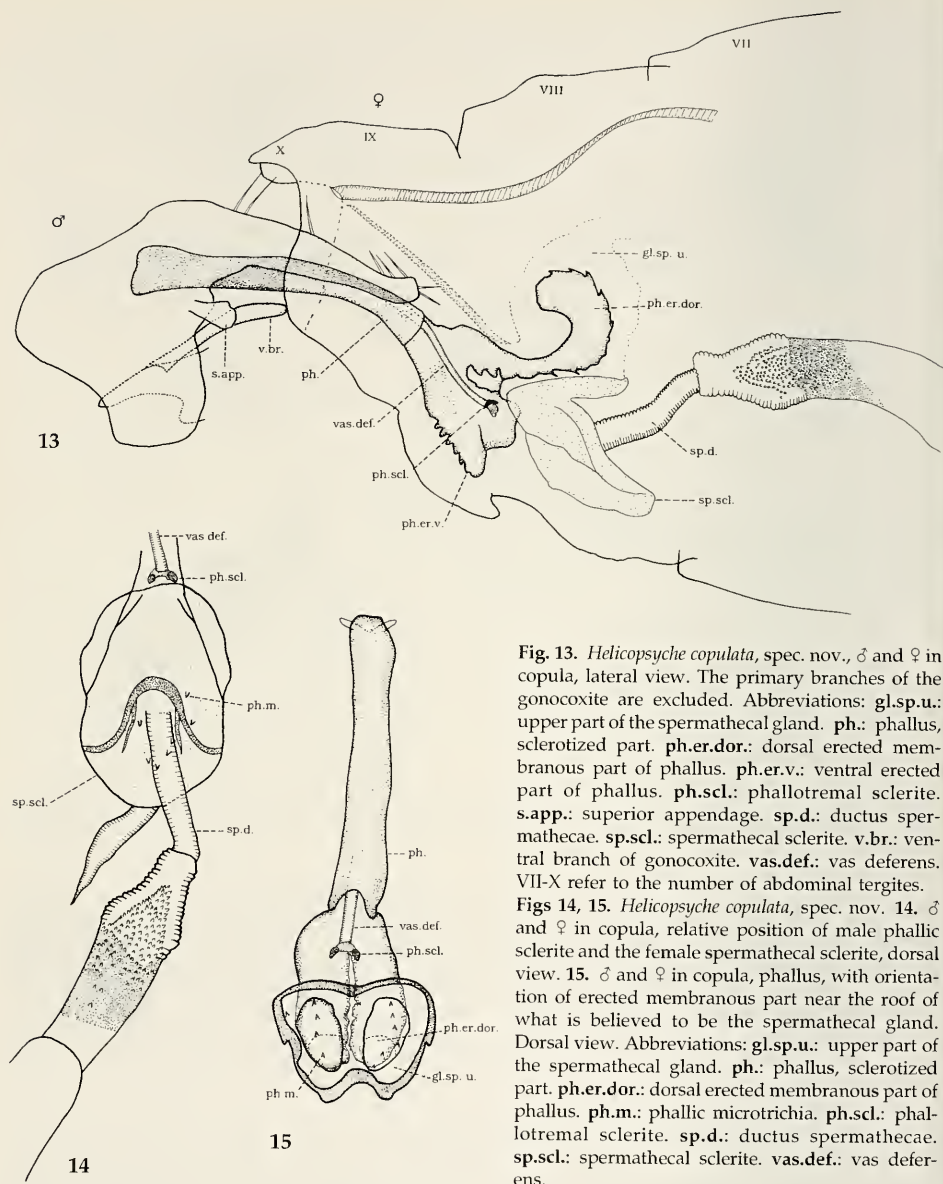 VII
VIII
♀
IX
X
♂
gl.sp. u.
ph.er.dor.
s.app.
v.br.
ph.
vas.def.
13
ph.scl.
sp.d.
sp.scl.
ph.er.v.
vas def.
ph.scl.
ph.m.
sp.scl.
sp.d.
14
ph.
vas.def.
ph.scl.
ph.er.dor.
gl.sp. u.
ph m.
15
Fig. 13. Helicopsyche copulata, spec. nov., ♂ and ♀ in
copula, lateral view. The primary branches of the
gonocoxite are excluded. Abbreviations: gl.sp.u.:
upper part of the spermathecal gland. ph.: phallus,
sclerotized part. ph.er.dor.: dorsal erected mem-
branous part of phallus. ph.er.v.: ventral erected
part of phallus. ph.scl.: phallotremal sclerite.
s.app.: superior appendage. sp.d.: ductus sper-
mathecae. sp.scl.: spermathecal sclerite. v.br.: ven-
tral branch of gonocoxite. vas.def.: vas deferens.
VII-X refer to the number of abdominal tergites.
Figs 14, 15. Helicopsyche copulata, spec. nov. 14. ♂
and ♀ in copula, relative position of male phallic
sclerite and the female spermathecal sclerite, dorsal
view. 15. ♂ and ♀ in copula, phallus, with orienta-
tion of erected membranous part near the roof of
what is believed to be the spermathecal gland.
Dorsal view. Abbreviations: gl.sp.u.: upper part of
the spermathecal gland. ph.: phallus, sclerotized
part. ph.er.dor.: dorsal erected membranous part of
phallus. ph.m.: phallic microtrichia. ph.scl.: phal-
lotremal sclerite. sp.d.: ductus spermathecae.
sp.scl.: spermathecal sclerite. vas.def.: vas defer-
ens.